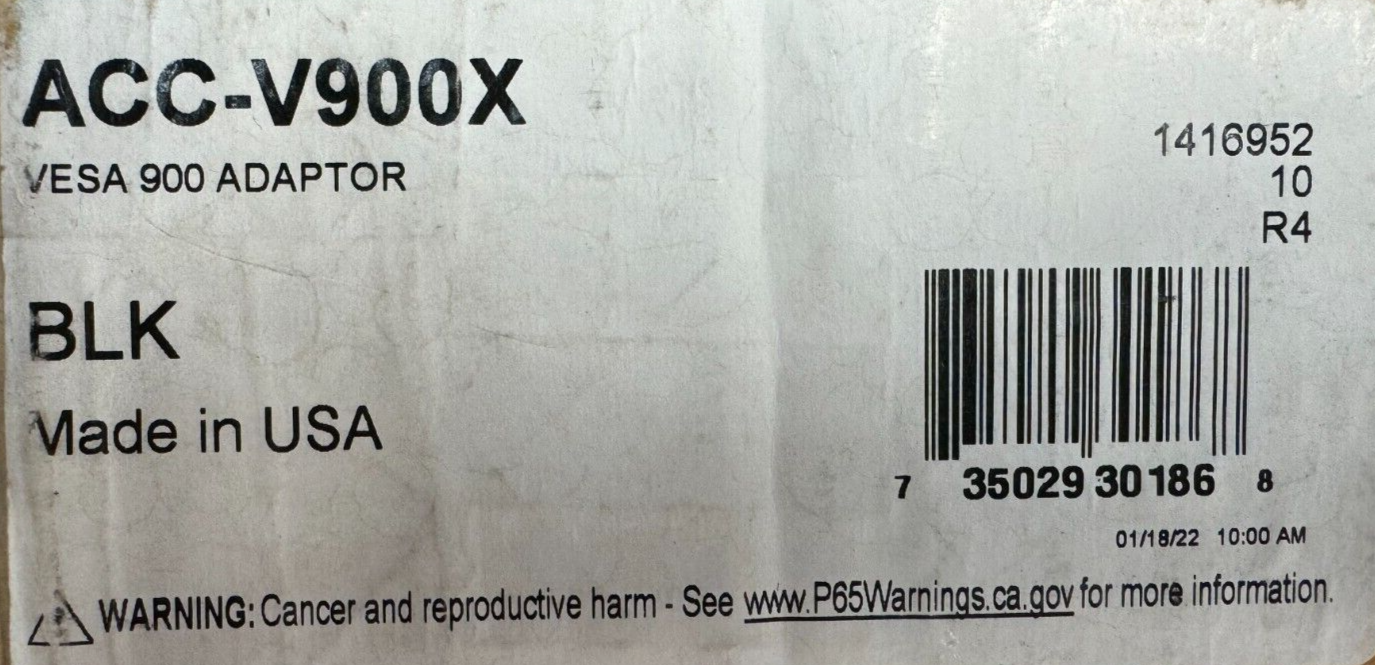 ACC-V900X
VESA 900 ADAPTOR
1416952
10
R4
BLK
Made in USA
7 35029 30186 8
01/18/22 10:00 AM
WARNING: Cancer and reproductive harm - See www.P65Warnings.ca.gov for more information.